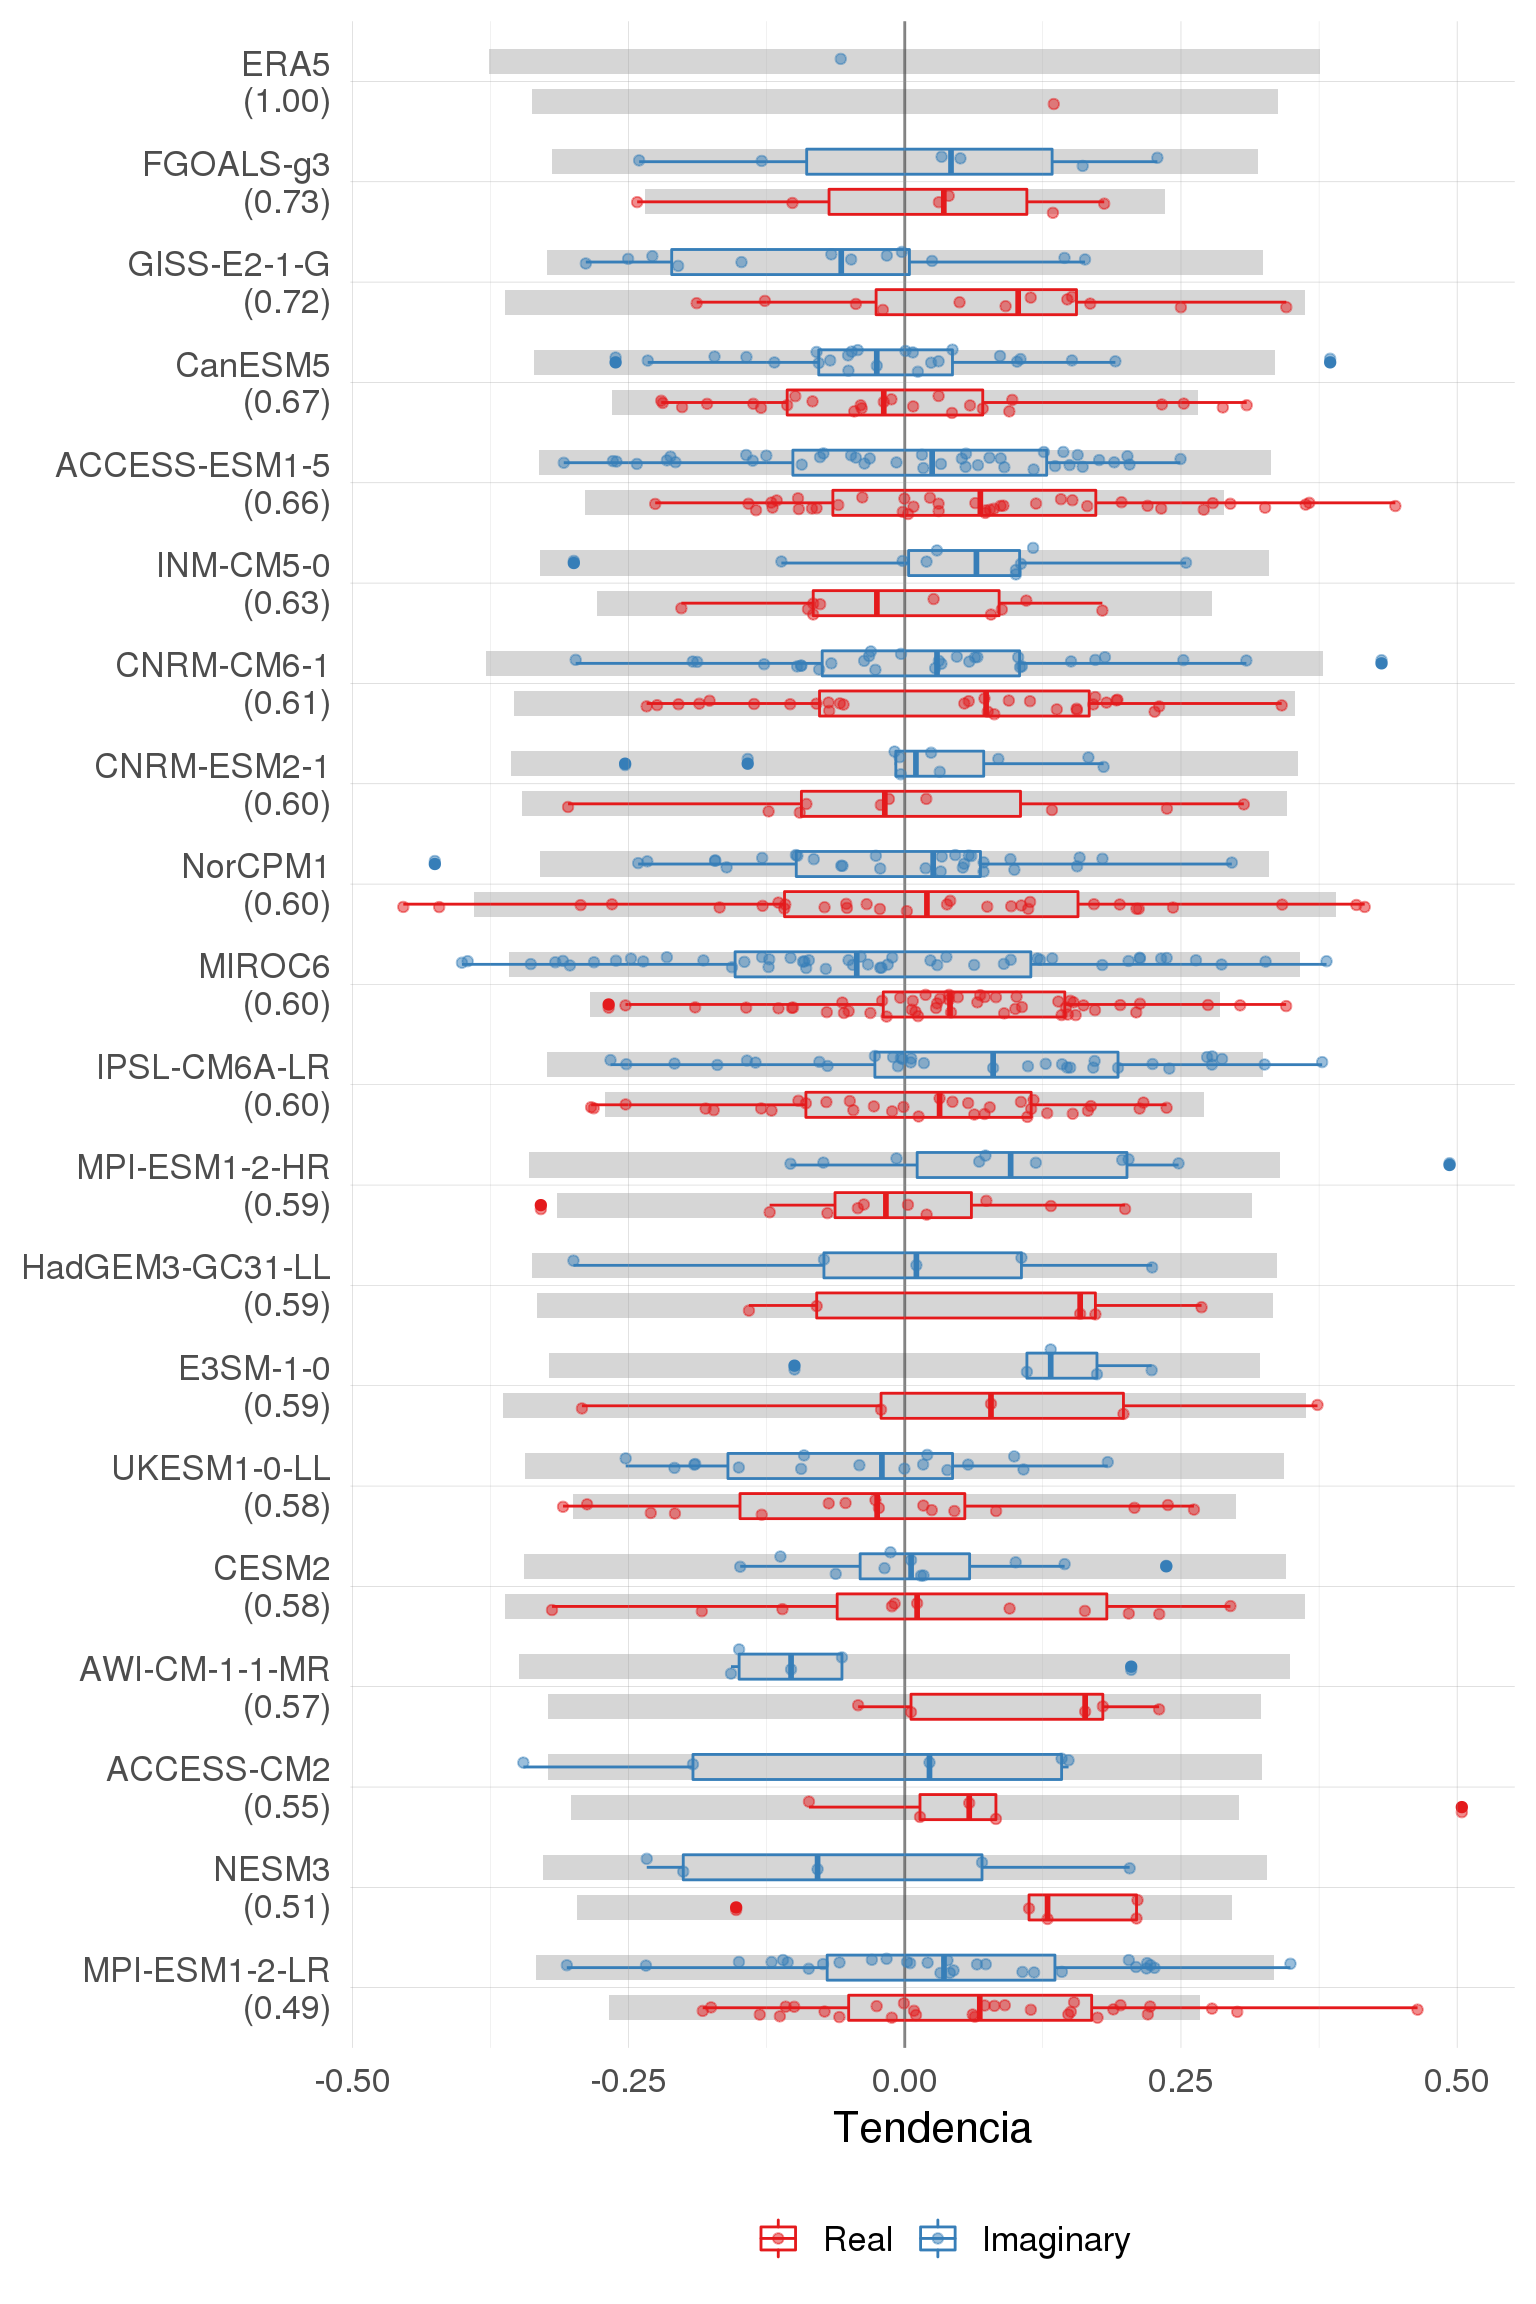 ERA5
(1.00)
FGOALS-g3
(0.73)
GISS-E2-1-G
(0.72)
CanESM5
(0.67)
ACCESS-ESM1-5
(0.66)
INM-CM5-0
(0.63)
CNRM-CM6-1
(0.61)
CNRM-ESM2-1
(0.60)
NorCPM1
(0.60)
MIROC6
(0.60)
IPSL-CM6A-LR
(0.60)
MPI-ESM1-2-HR
(0.59)
HadGEM3-GC31-LL
(0.59)
E3SM-1-0
(0.59)
UKESM1-0-LL
(0.58)
CESM2
(0.58)
AWI-CM-1-1-MR
(0.57)
ACCESS-CM2
(0.55)
NESM3
(0.51)
MPI-ESM1-2-LR
(0.49)
-0.50 -0.25 0.00 0.25 0.50
Tendencia
Real Imaginary